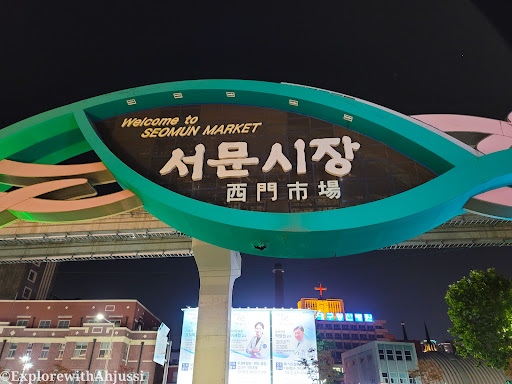 Welcome to
SEOMUN MARKET
서문시장
西門市場
©ExplorewithAhjussi